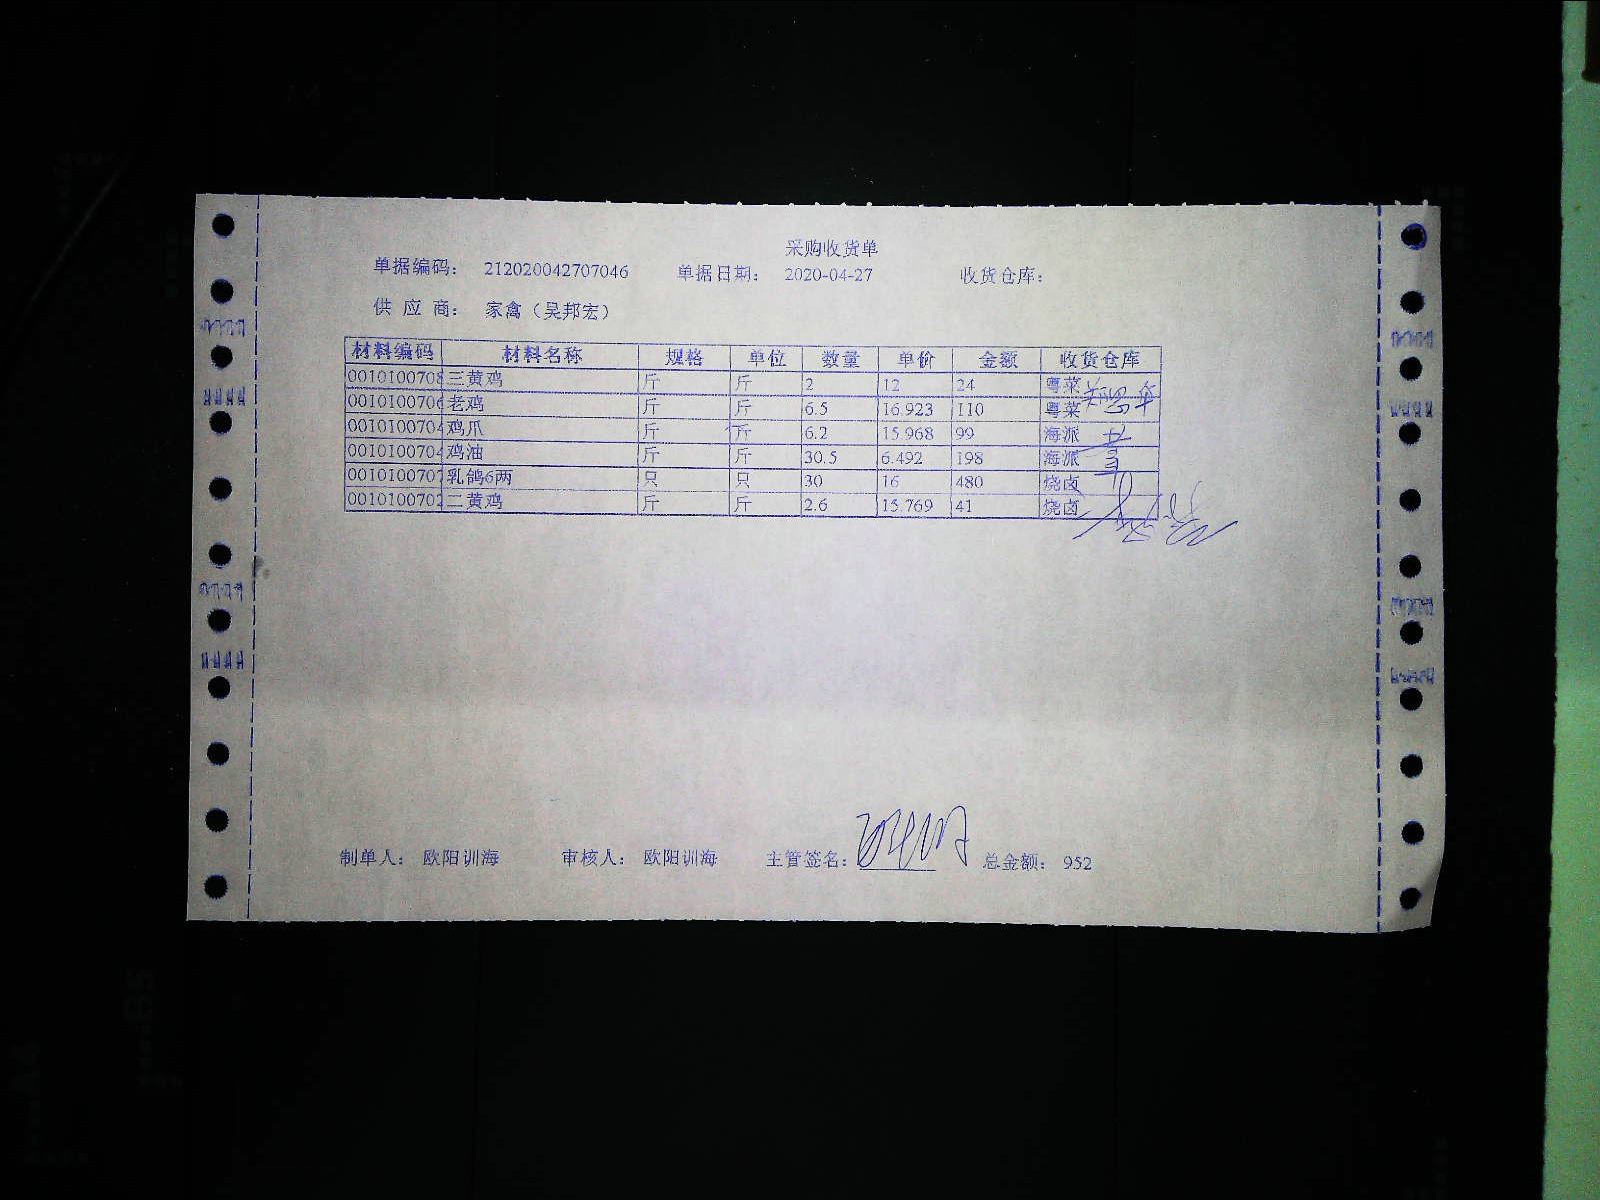 采购收货单
单据编码： 212020042707046 单据日期： 2020-04-27 收货仓库：
供 应 商： 家禽（吴邦宏）
材料编码 材料名称 规格 单位 数量 单价 金额 收货仓库
0010100708 三黄鸡 斤 斤 2 12 24 粤菜
0010100706 老鸡 斤 斤 6.5 16.923 110 粤菜
0010100704 鸡爪 斤 斤 6.2 15.968 99 海派
0010100704 鸡油 斤 斤 30.5 6.492 198 海派
0010100707 乳鸽6两 只 只 30 16 480 烧卤
0010100702 二黄鸡 斤 斤 2.6 15.769 41 烧卤
制单人： 欧阳训海 审核人： 欧阳训海 主管签名： 总金额： 952